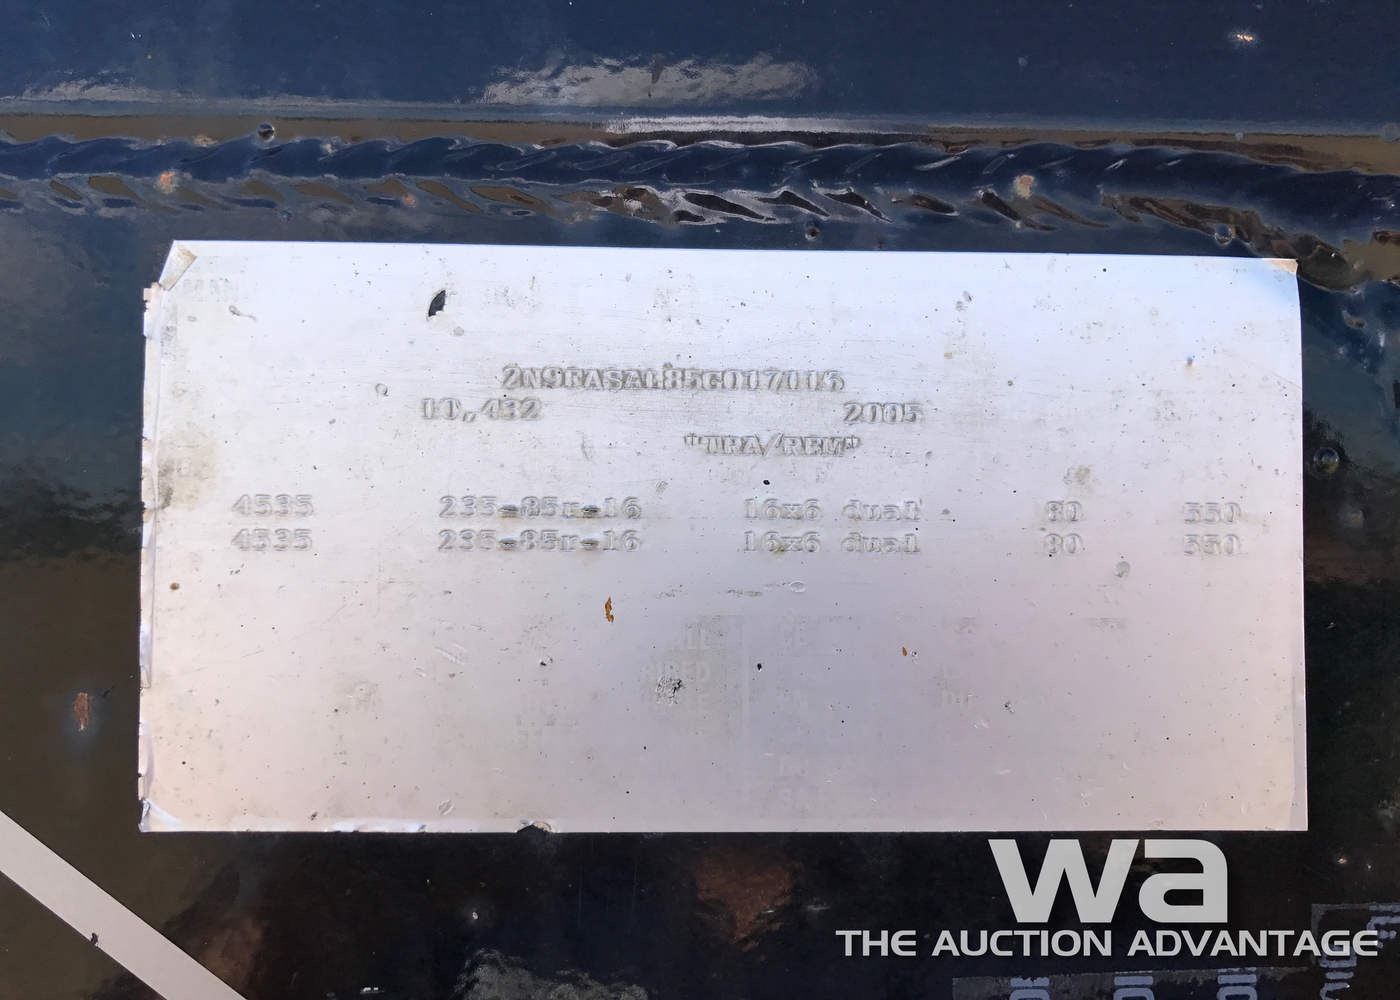 2N9FASAL85G017116
10,432 2005
"TRA/REM"
4535 235-85r-16 16x6 dual 80 550
4535 235-85r-16 16x6 dual 80 550
wa
THE AUCTION ADVANTAGE